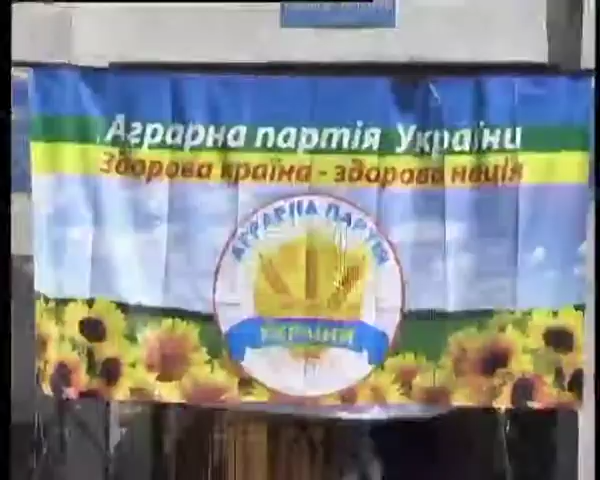 Аграрна партія України
Здорова країна - здорова нація
АГРАРНА ПАРТІЯ
УКРАЇНИ